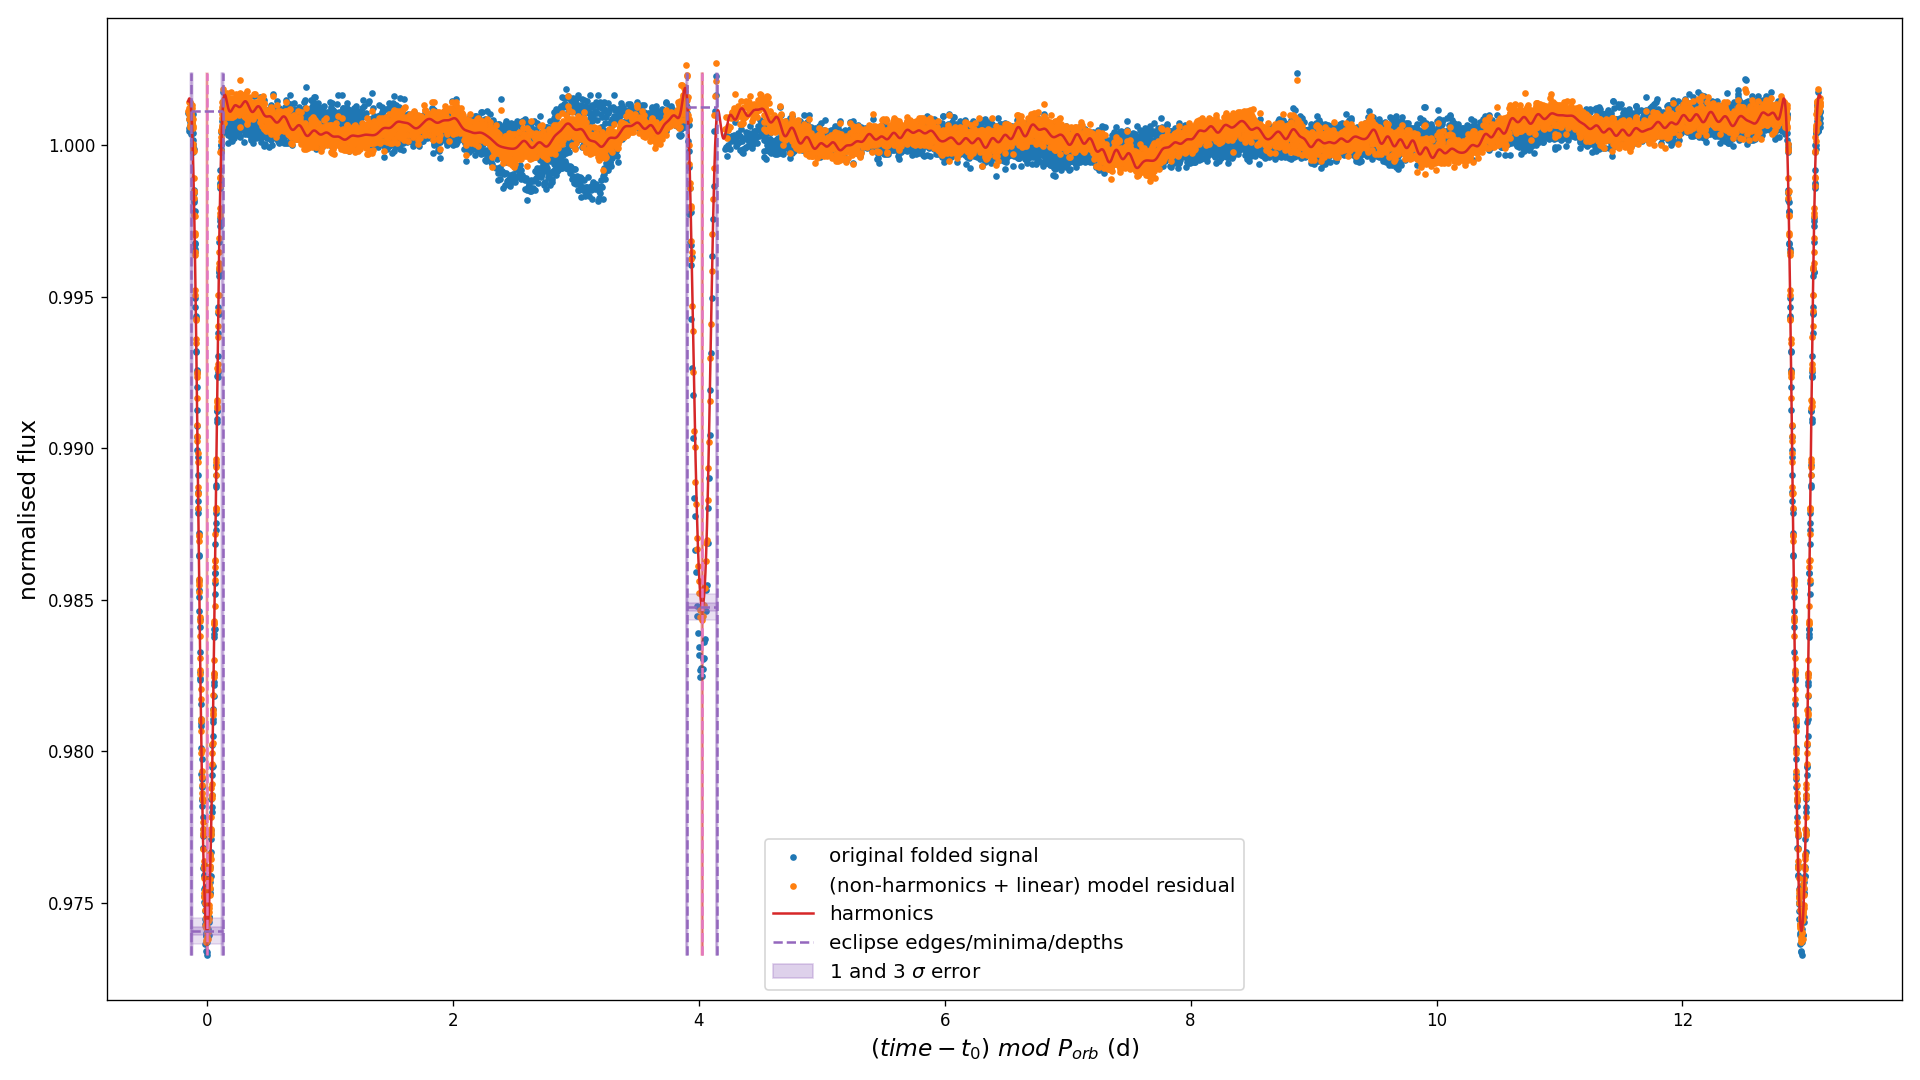 normalised flux
1.000
0.995
0.990
0.985
0.980
0.975
original folded signal
(non-harmonics + linear) model residual
harmonics
eclipse edges/minima/depths
1 and 3 σ error
0 2 4 6 8 10 12
(time − t₀) mod Pₒᵣb (d)